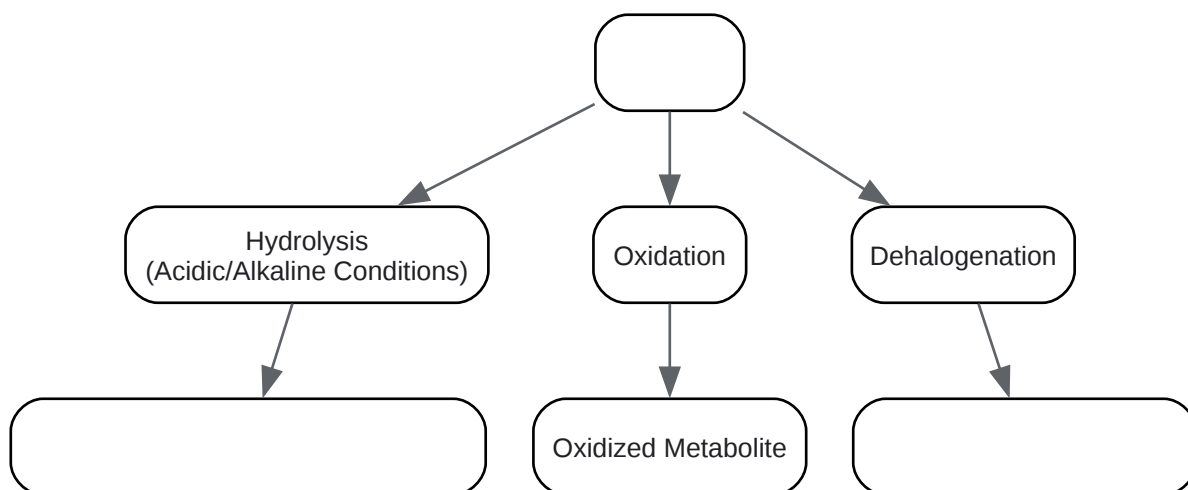 Hydrolysis
(Acidic/Alkaline Conditions)
Oxidation
Dehalogenation
Oxidized Metabolite